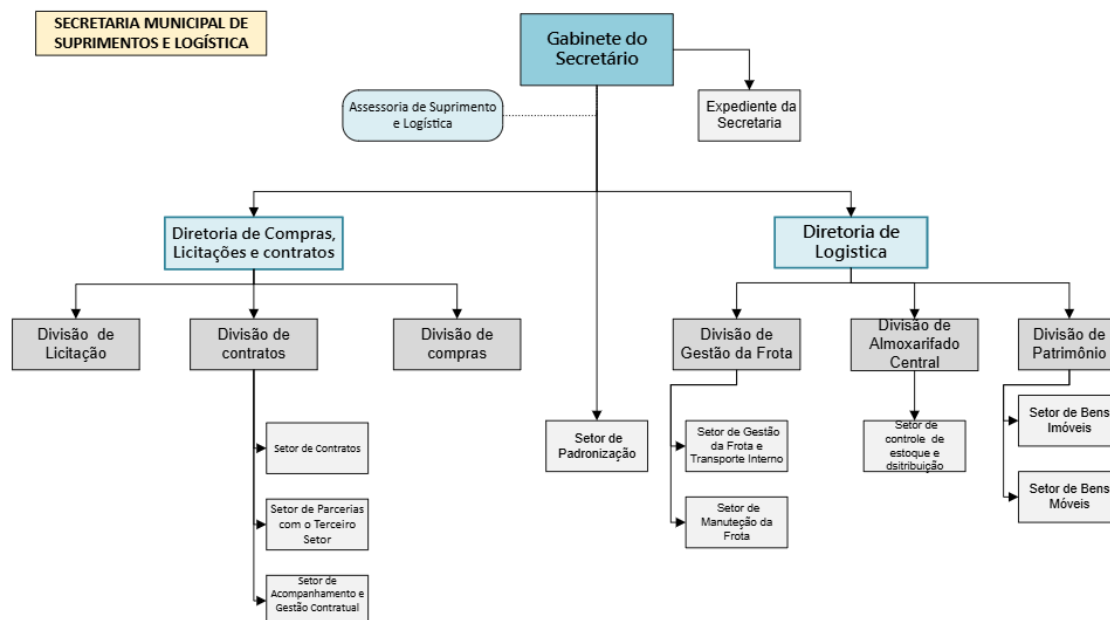 SECRETARIA MUNICIPAL DE
SUPRIMENTOS E LOGÍSTICA
Gabinete do
Secretário
Assessoria de Suprimento
e Logística
Expediente da
Secretaria
Diretoria de Compras,
Licitações e contratos
Diretoria de
Logistica
Divisão de
Licitação
Divisão de
contratos
Divisão de
compras
Divisão de
Gestão da Frota
Divisão de
Almoxarifado
Central
Divisão de
Patrimônio
Setor de Contratos
Setor de Parcerias
com o Terceiro
Setor
Setor de
Acompanhamento e
Gestão Contratual
Setor de
Padronização
Setor de Gestão
da Frota e
Transporte Interno
Setor de
Manuteção da
Frota
Setor de
controle de
estoque e
dsitribuição
Setor de Bens
Imóveis
Setor de Bens
Móveis